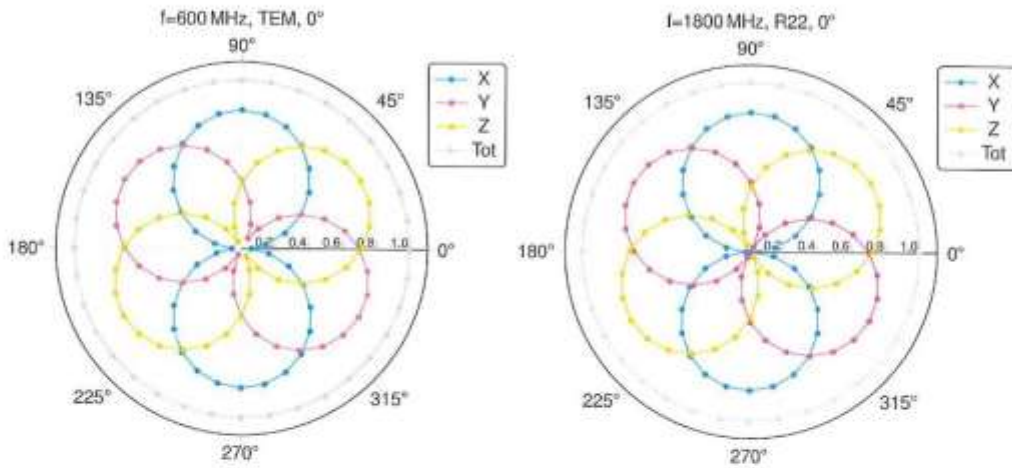 f=600 MHz, TEM, 0°
90°
135°
45°
X
Y
Z
Tot
180°
0.2 0.4 0.6 0.8 1.0
0°
225°
315°
270°
f=1800 MHz, R22, 0°
90°
135°
45°
X
Y
Z
Tot
180°
0.2 0.4 0.6 0.8 1.0
0°
225°
315°
270°